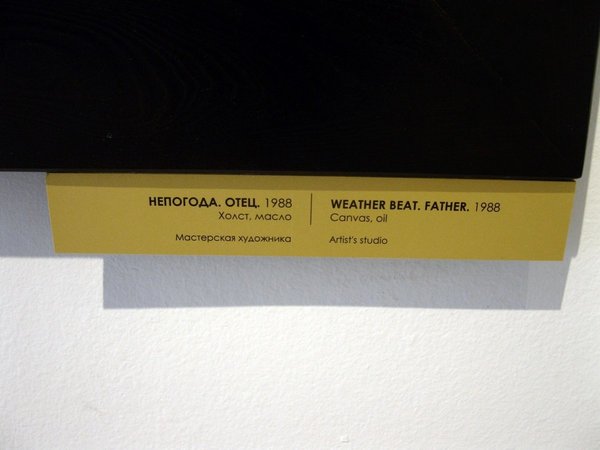 НЕПОГОДА. ОТЕЦ. 1988
Холст, масло
Мастерская художника
WEATHER BEAT. FATHER. 1988
Canvas, oil
Artist's studio